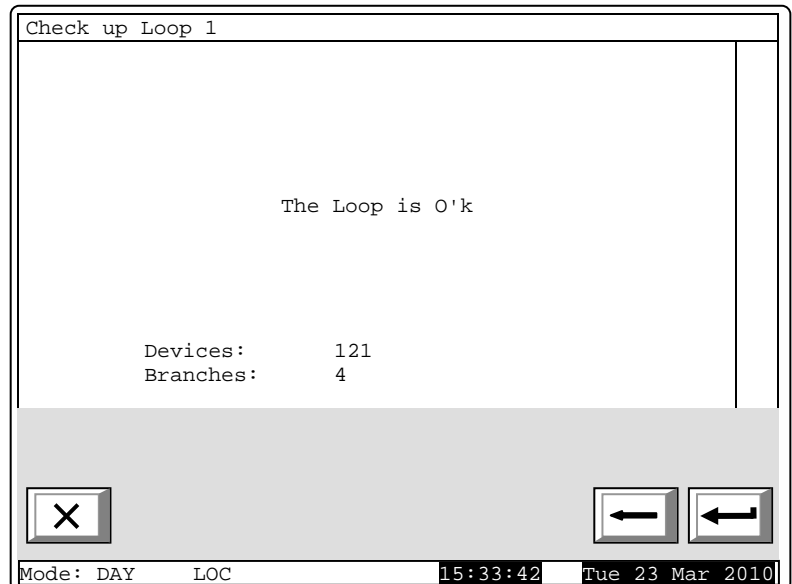 Check up Loop 1
The Loop is O'k
Devices: 121
Branches: 4
Mode: DAY LOC 15:33:42 Tue 23 Mar 2010